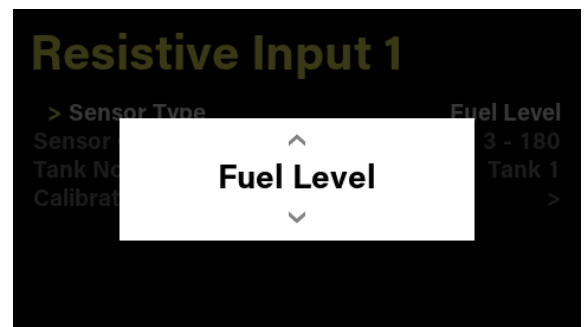 Resistive Input 1
> Sensor Type Fuel Level
Sensor 3 - 180
Tank No Tank 1
Calibrat >
Fuel Level